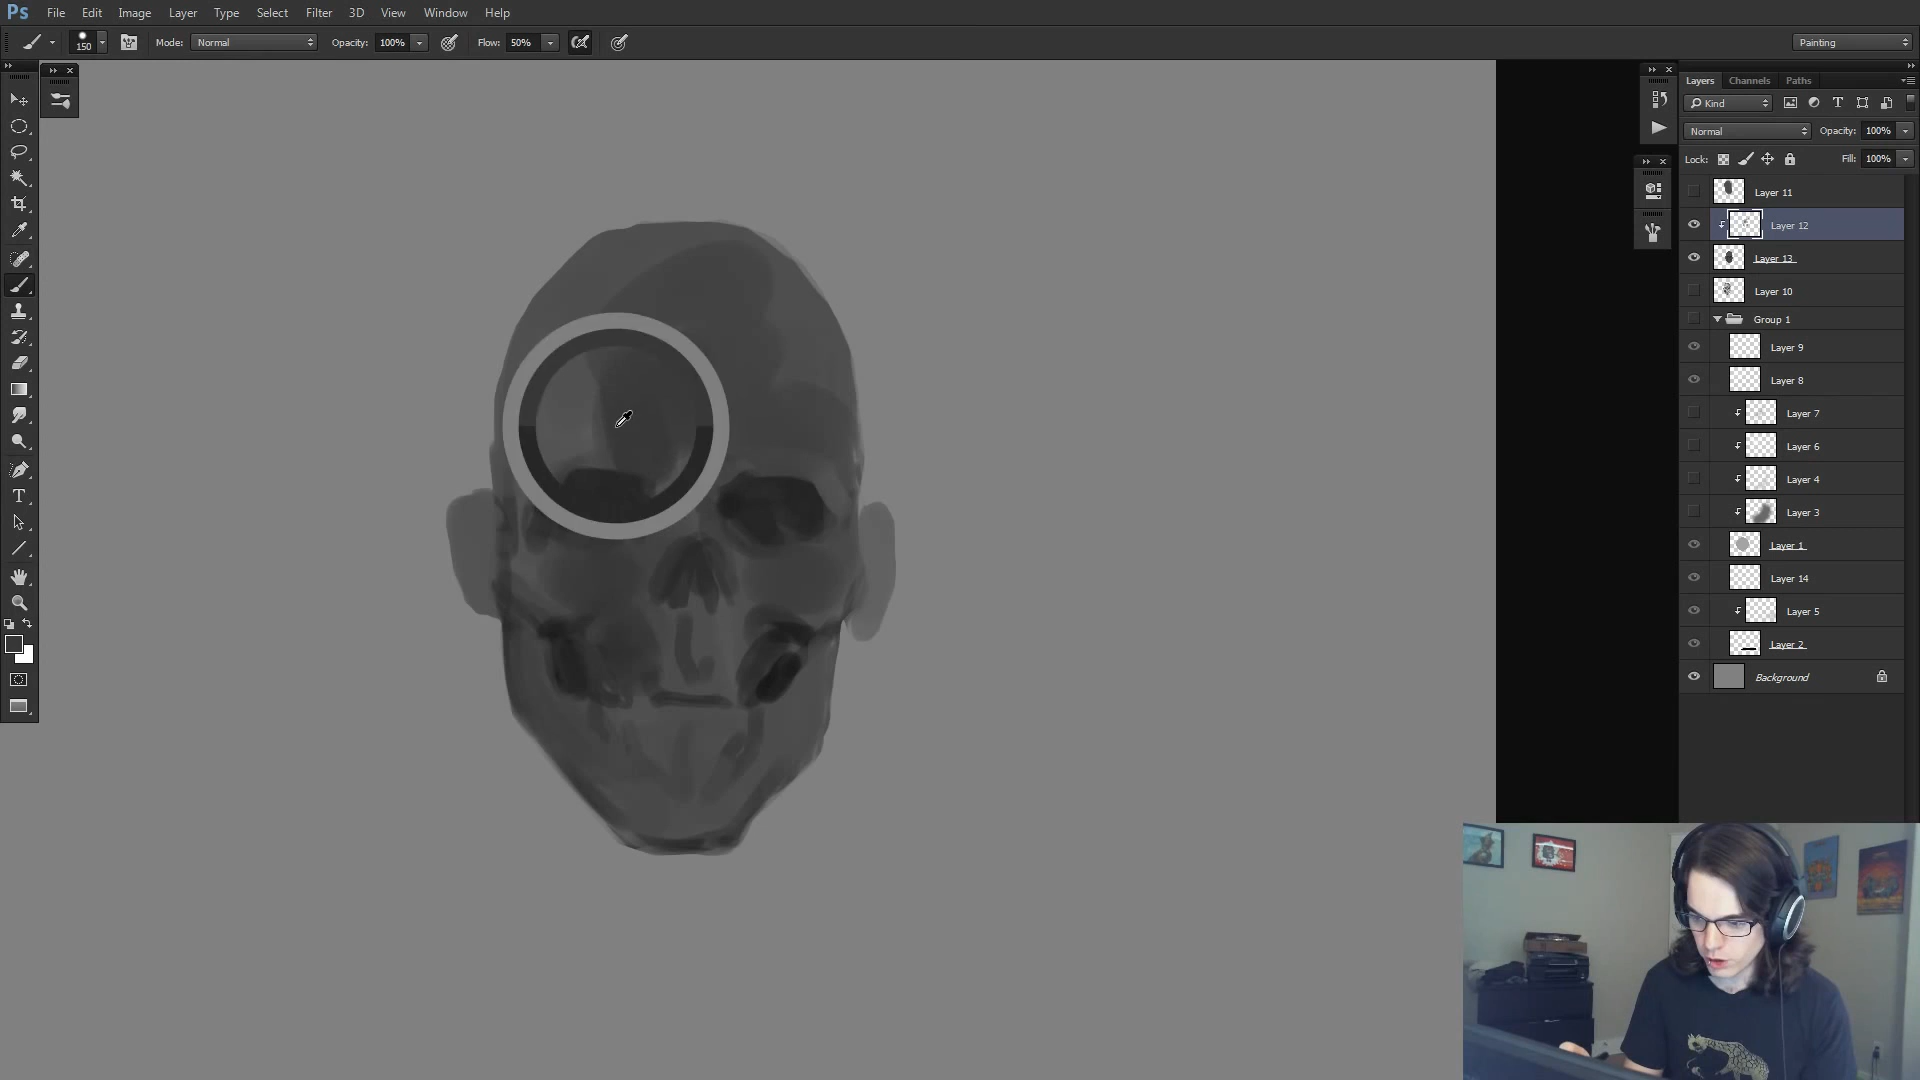 Ps File Edit Image Layer Type Select Filter 3D View Window Help
150 Mode: Normal Opacity: 100% Flow: 50% Painting
Layers Channels Paths
Kind T
Normal Opacity: 100%
Lock: Fill: 100%
Layer 11
Layer 12
Layer 13
Layer 10
Group 1
Layer 9
Layer 8
Layer 7
Layer 6
Layer 4
Layer 3
Layer 1
Layer 14
Layer 5
Layer 2
Background
T